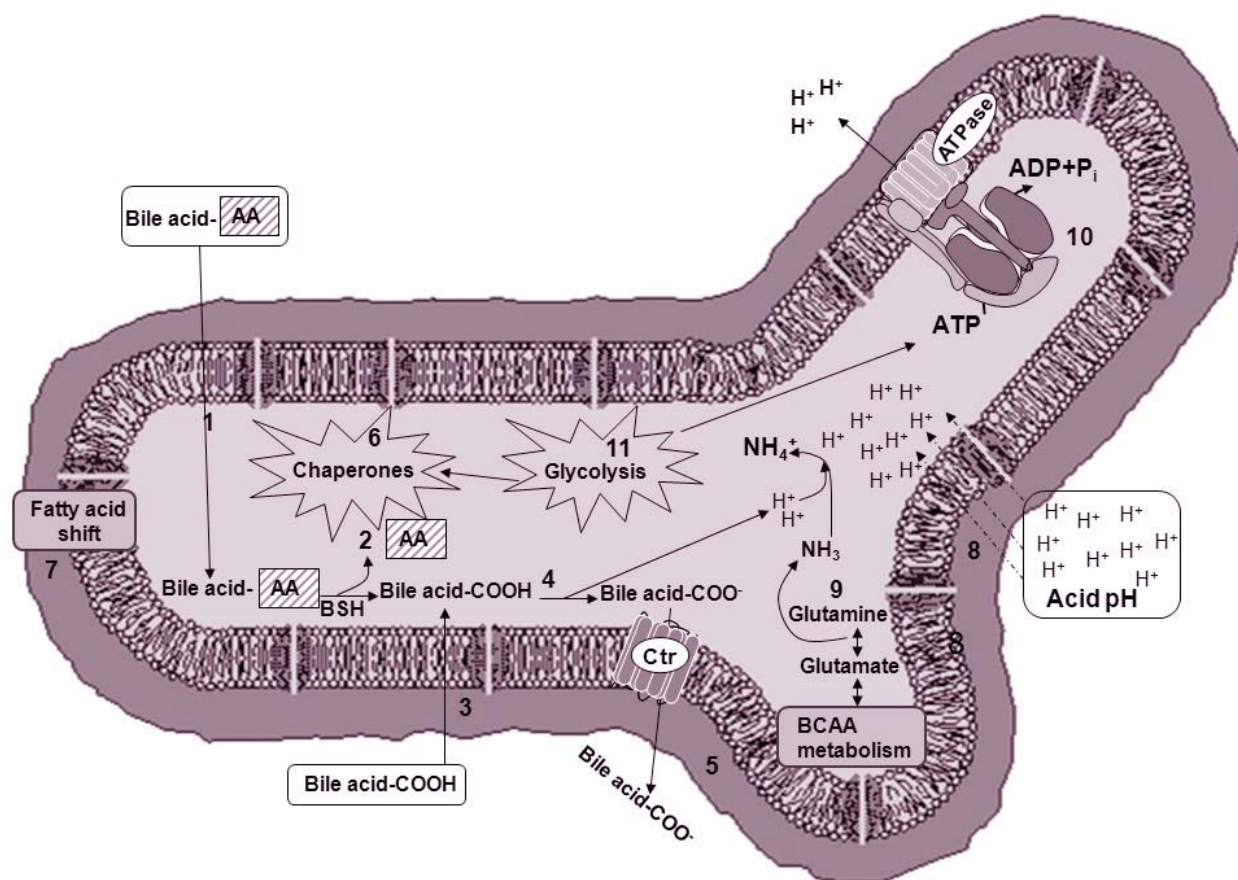 H⁺ H⁺
H⁺
ATPase
ADP+Pᵢ
10
ATP
Bile acid- AA
1
6
Chaperones
11
Glycolysis
2 AA
Fatty acid
shift
7
Bile acid- AA
BSH
Bile acid-COOH
4
Bile acid-COO⁻
NH₄⁺
H⁺
H⁺
NH₃
H⁺ H⁺
H⁺ H⁺
H⁺ H⁺
H⁺
H⁺ H⁺
9
Glutamine
Glutamate
BCAA
metabolism
8
H⁺ H⁺ H⁺
H⁺ H⁺
H⁺ H⁺ H⁺
Acid pH
Ctr
3
5
Bile acid-COOH
Bile acid-COO⁻